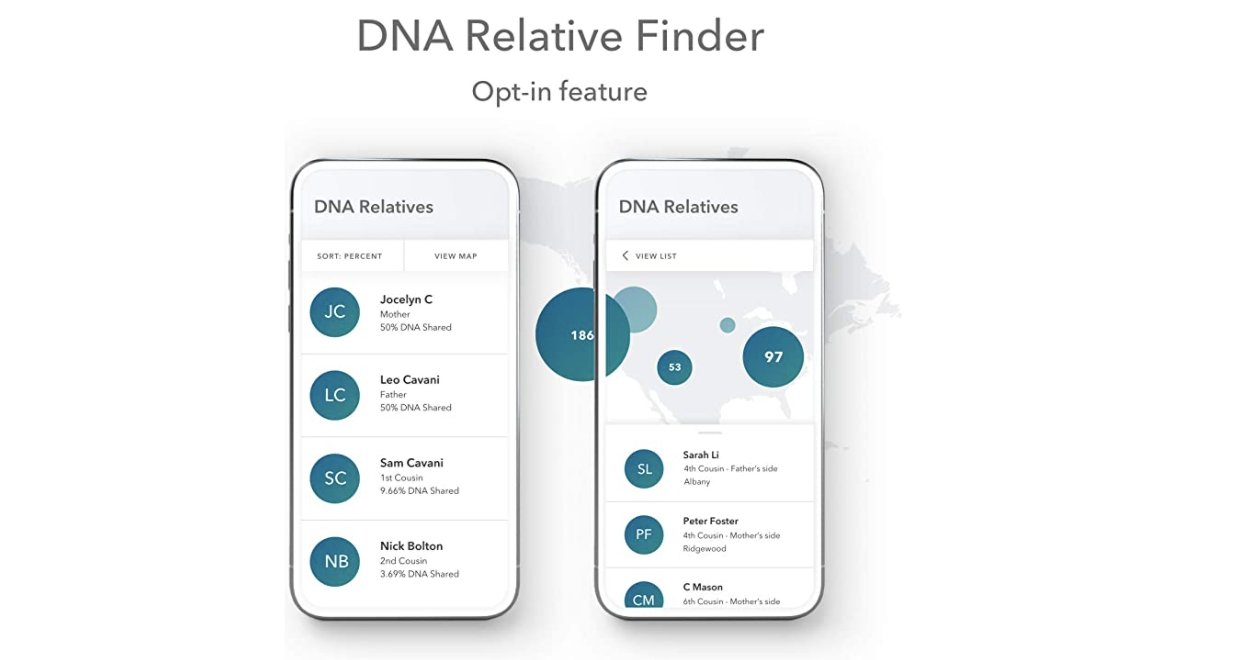 DNA Relative Finder
Opt-in feature
DNA Relatives
SORT: PERCENT
VIEW MAP
JC
Jocelyn C
Mother
50% DNA Shared
LC
Leo Cavani
Father
50% DNA Shared
SC
Sam Cavani
1st Cousin
9.66% DNA Shared
NB
Nick Bolton
2nd Cousin
3.69% DNA Shared
DNA Relatives
VIEW LIST
186
53
97
SL
Sarah Li
4th Cousin - Father's side
Albany
PF
Peter Foster
4th Cousin - Mother's side
Ridgewood
CM
C Mason
6th Cousin - Mother's side